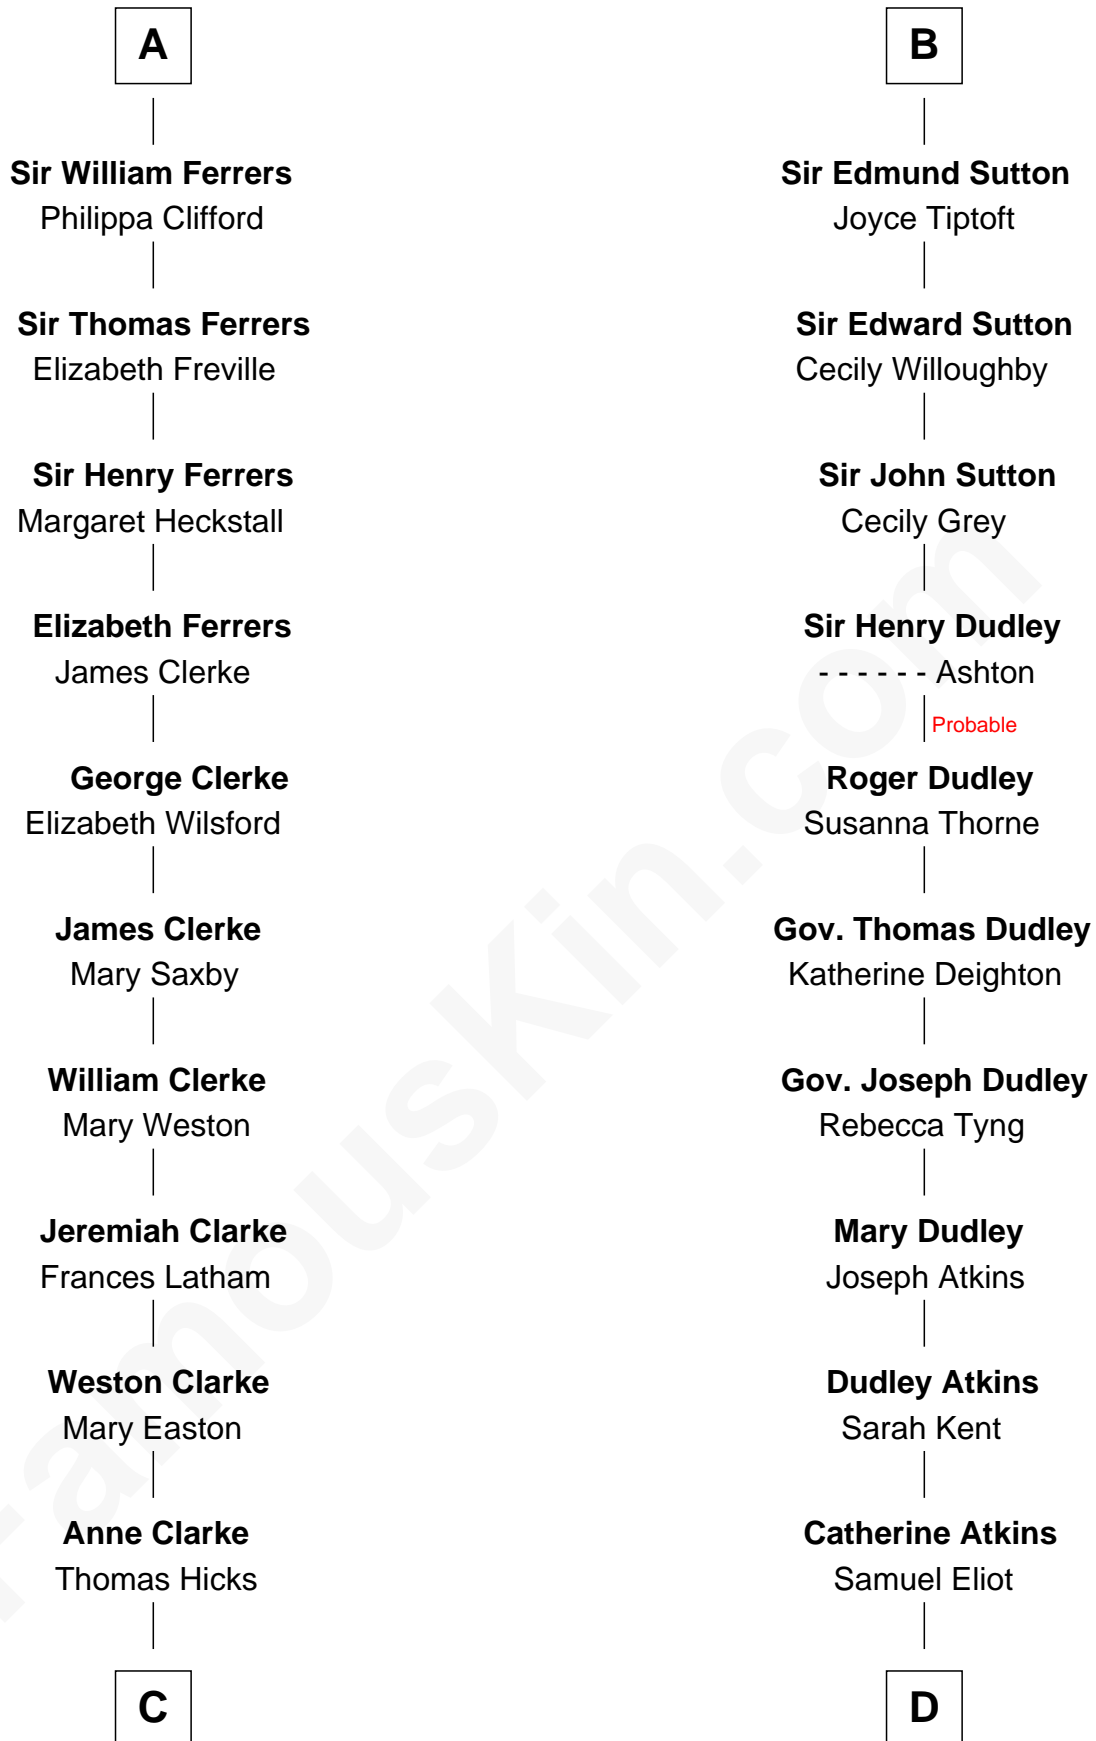 A
Sir William Ferrers
Philippa Clifford
Sir Thomas Ferrers
Elizabeth Freville
Sir Henry Ferrers
Margaret Heckstall
Elizabeth Ferrers
James Clerke
George Clerke
Elizabeth Wilsford
James Clerke
Mary Saxby
William Clerke
Mary Weston
Jeremiah Clarke
Frances Latham
Weston Clarke
Mary Easton
Anne Clarke
Thomas Hicks
C
B
Sir Edmund Sutton
Joyce Tiptoft
Sir Edward Sutton
Cecily Willoughby
Sir John Sutton
Cecily Grey
Sir Henry Dudley
- - - - - - Ashton
Probable
Roger Dudley
Susanna Thorne
Gov. Thomas Dudley
Katherine Deighton
Gov. Joseph Dudley
Rebecca Tyng
Mary Dudley
Joseph Atkins
Dudley Atkins
Sarah Kent
Catherine Atkins
Samuel Eliot
D
FamousKin.com